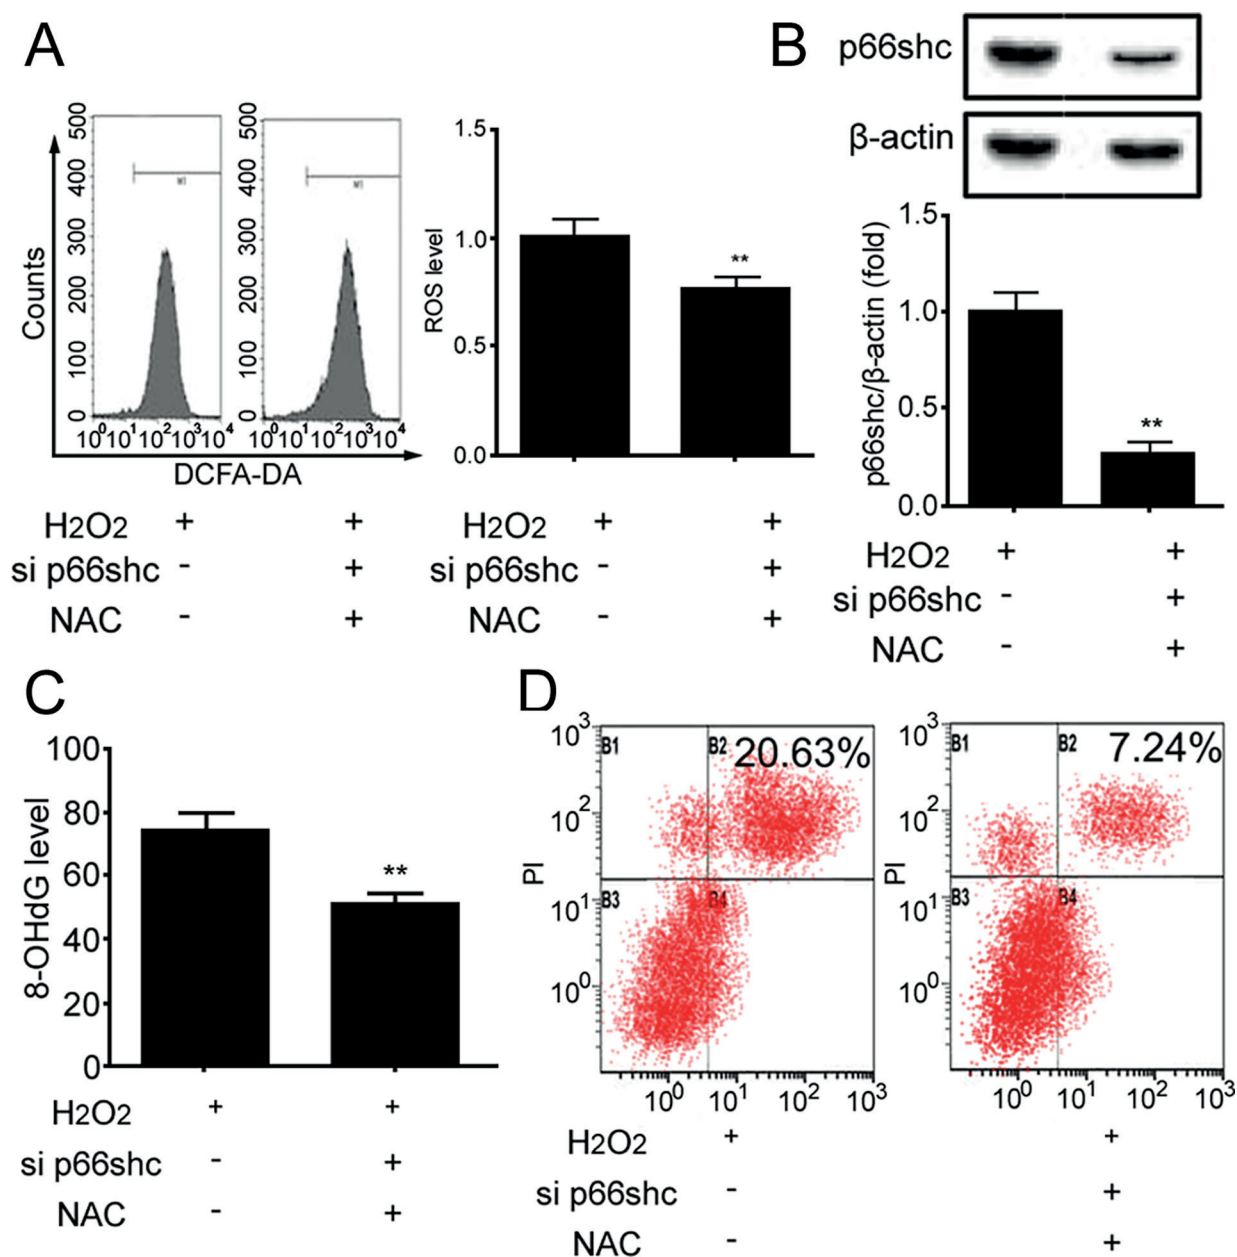 A
500
400
300
200
100
0
Counts
10⁰10¹10²10³10⁴
500
400
300
200
100
0
10⁰10¹10²10³10⁴
DCFA-DA
M1
M1
H2O2 + +
si p66shc - +
NAC - +
1.5
1.0
0.5
0.0
ROS level
**
H2O2 + +
si p66shc - +
NAC - +
B
p66shc
β-actin
1.5
1.0
0.5
0.0
p66shc/β-actin (fold)
**
H2O2 + +
si p66shc - +
NAC - +
C
100
80
60
40
20
0
8-OHdG level
**
H2O2 + +
si p66shc - +
NAC - +
D
10³
10²
10¹
10⁰
PI
B1 B2 20.63%
B3 B4
10⁰ 10¹ 10² 10³
10³
10²
10¹
10⁰
PI
B1 B2 7.24%
B3 B4
10⁰ 10¹ 10² 10³
H2O2 + +
si p66shc - +
NAC - +